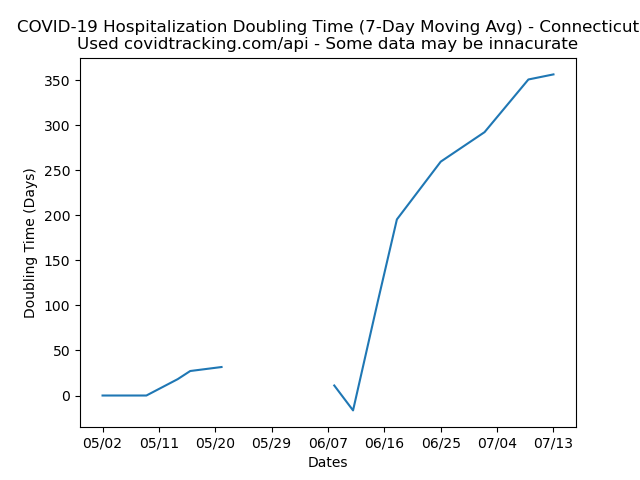 COVID-19 Hospitalization Doubling Time (7-Day Moving Avg) - Connecticut
Used covidtracking.com/api - Some data may be innacurate
350
300
250
200
150
100
50
0
Doubling Time (Days)
05/02 05/11 05/20 05/29 06/07 06/16 06/25 07/04 07/13
Dates